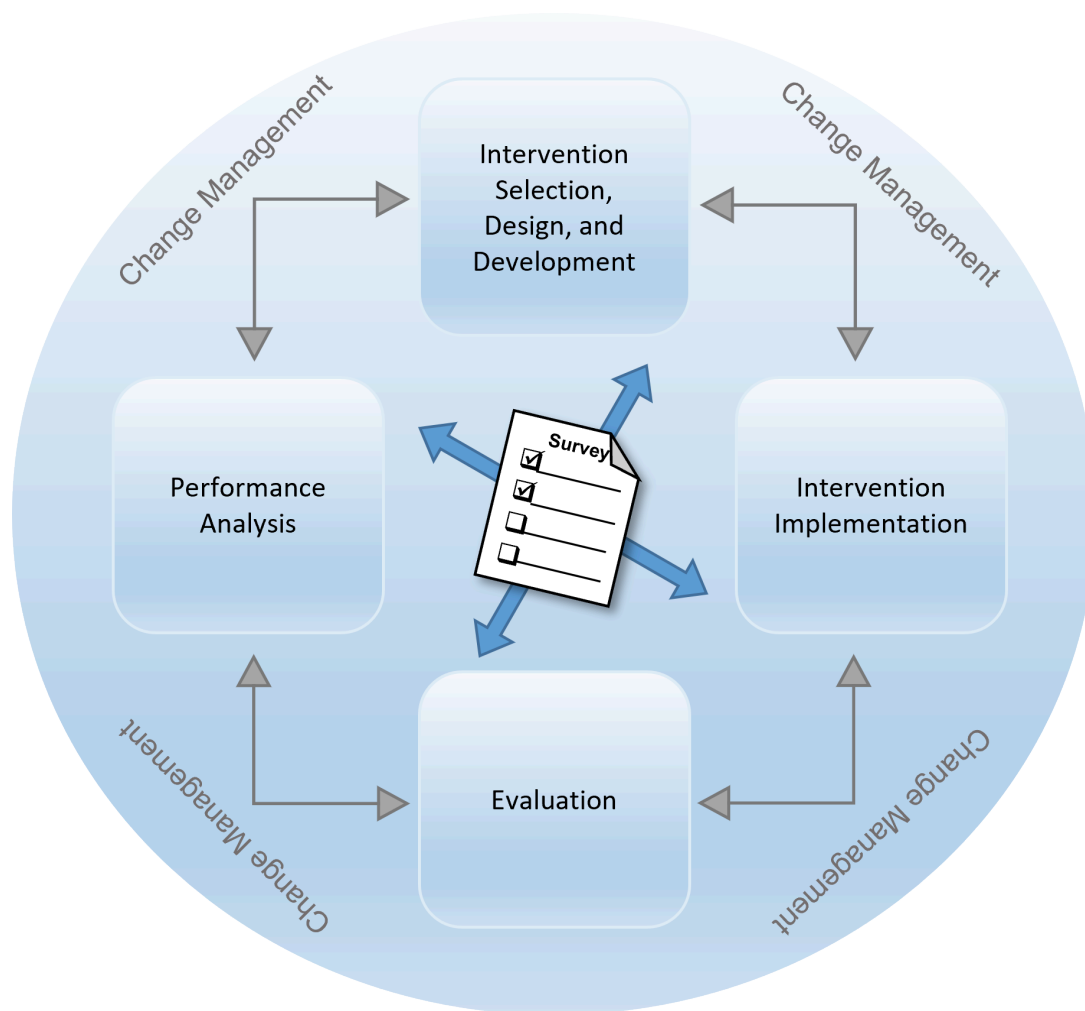 Change Management
Change Management
Intervention
Selection,
Design, and
Development
Performance
Analysis
Survey
Intervention
Implementation
Evaluation
Change Management
Change Management